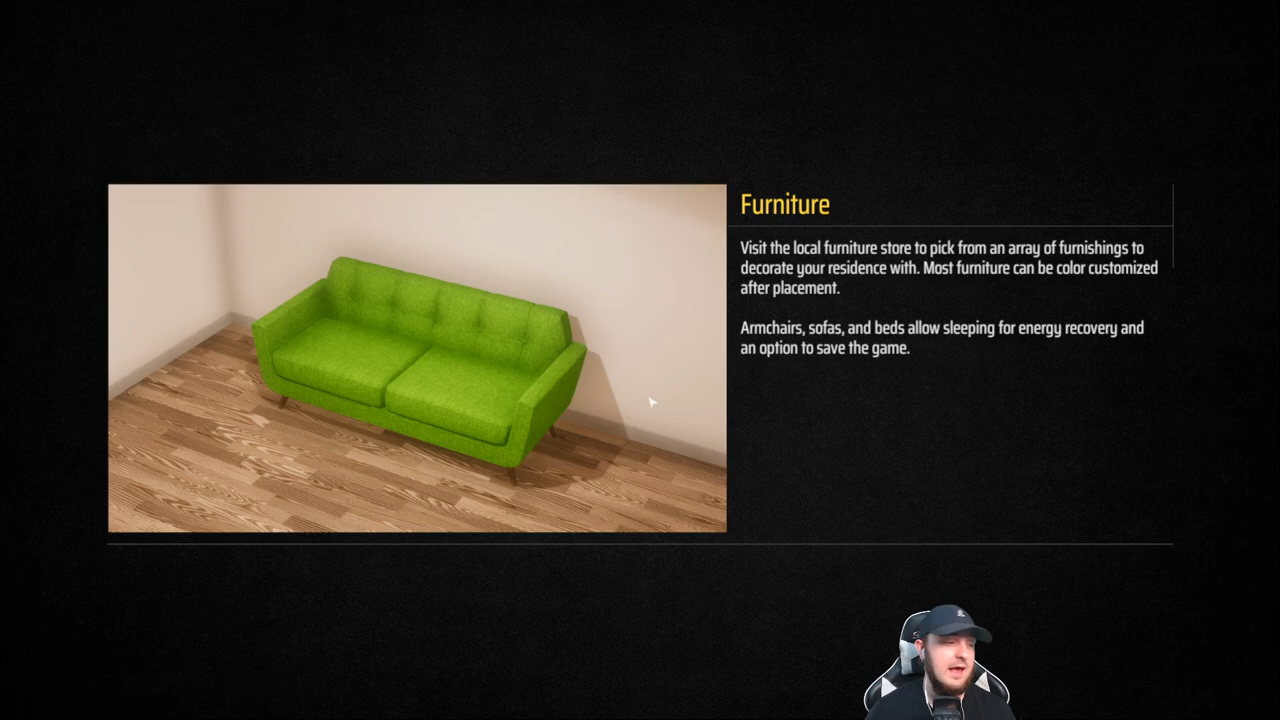 Furniture
Visit the local furniture store to pick from an array of furnishings to
decorate your residence with. Most furniture can be color customized
after placement.
Armchairs, sofas, and beds allow sleeping for energy recovery and
an option to save the game.